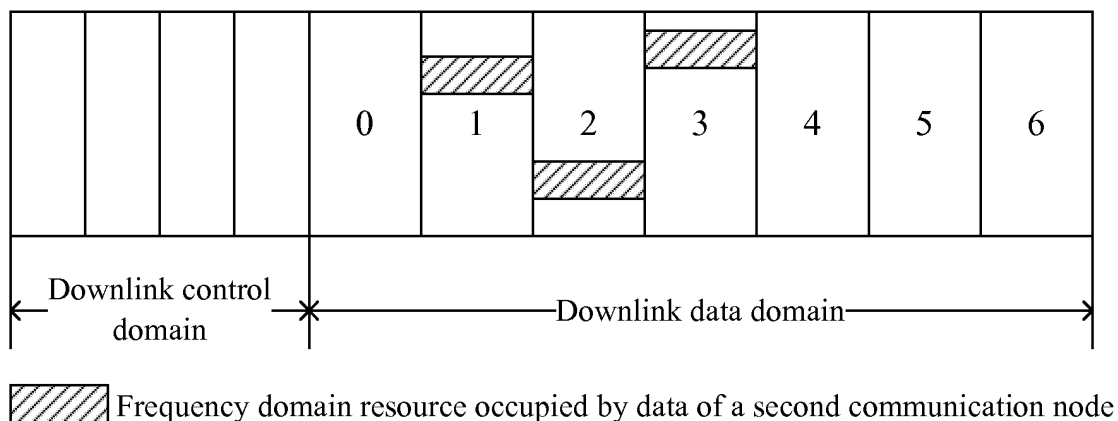 0 1 2 3 4 5 6
Downlink control
domain
Downlink data domain
Frequency domain resource occupied by data of a second communication node